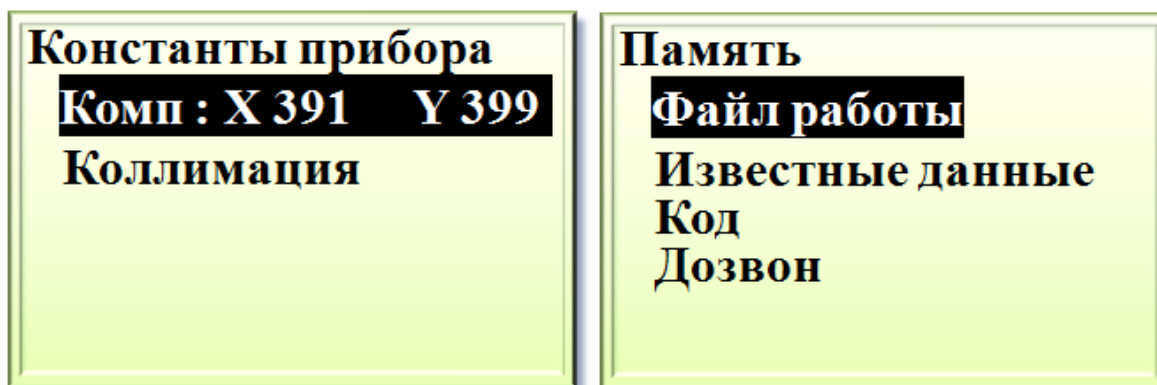 Константы прибора
Комп : X 391 Y 399
Коллимация
Память
Файл работы
Известные данные
Код
Дозвон